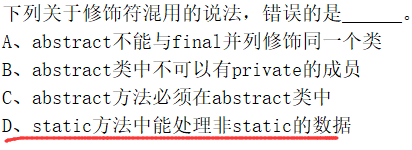 下列关于修饰符混用的说法，错误的是______。
A、abstract不能与final并列修饰同一个类
B、abstract类中不可以有private的成员
C、abstract方法必须在abstract类中
D、static方法中能处理非static的数据